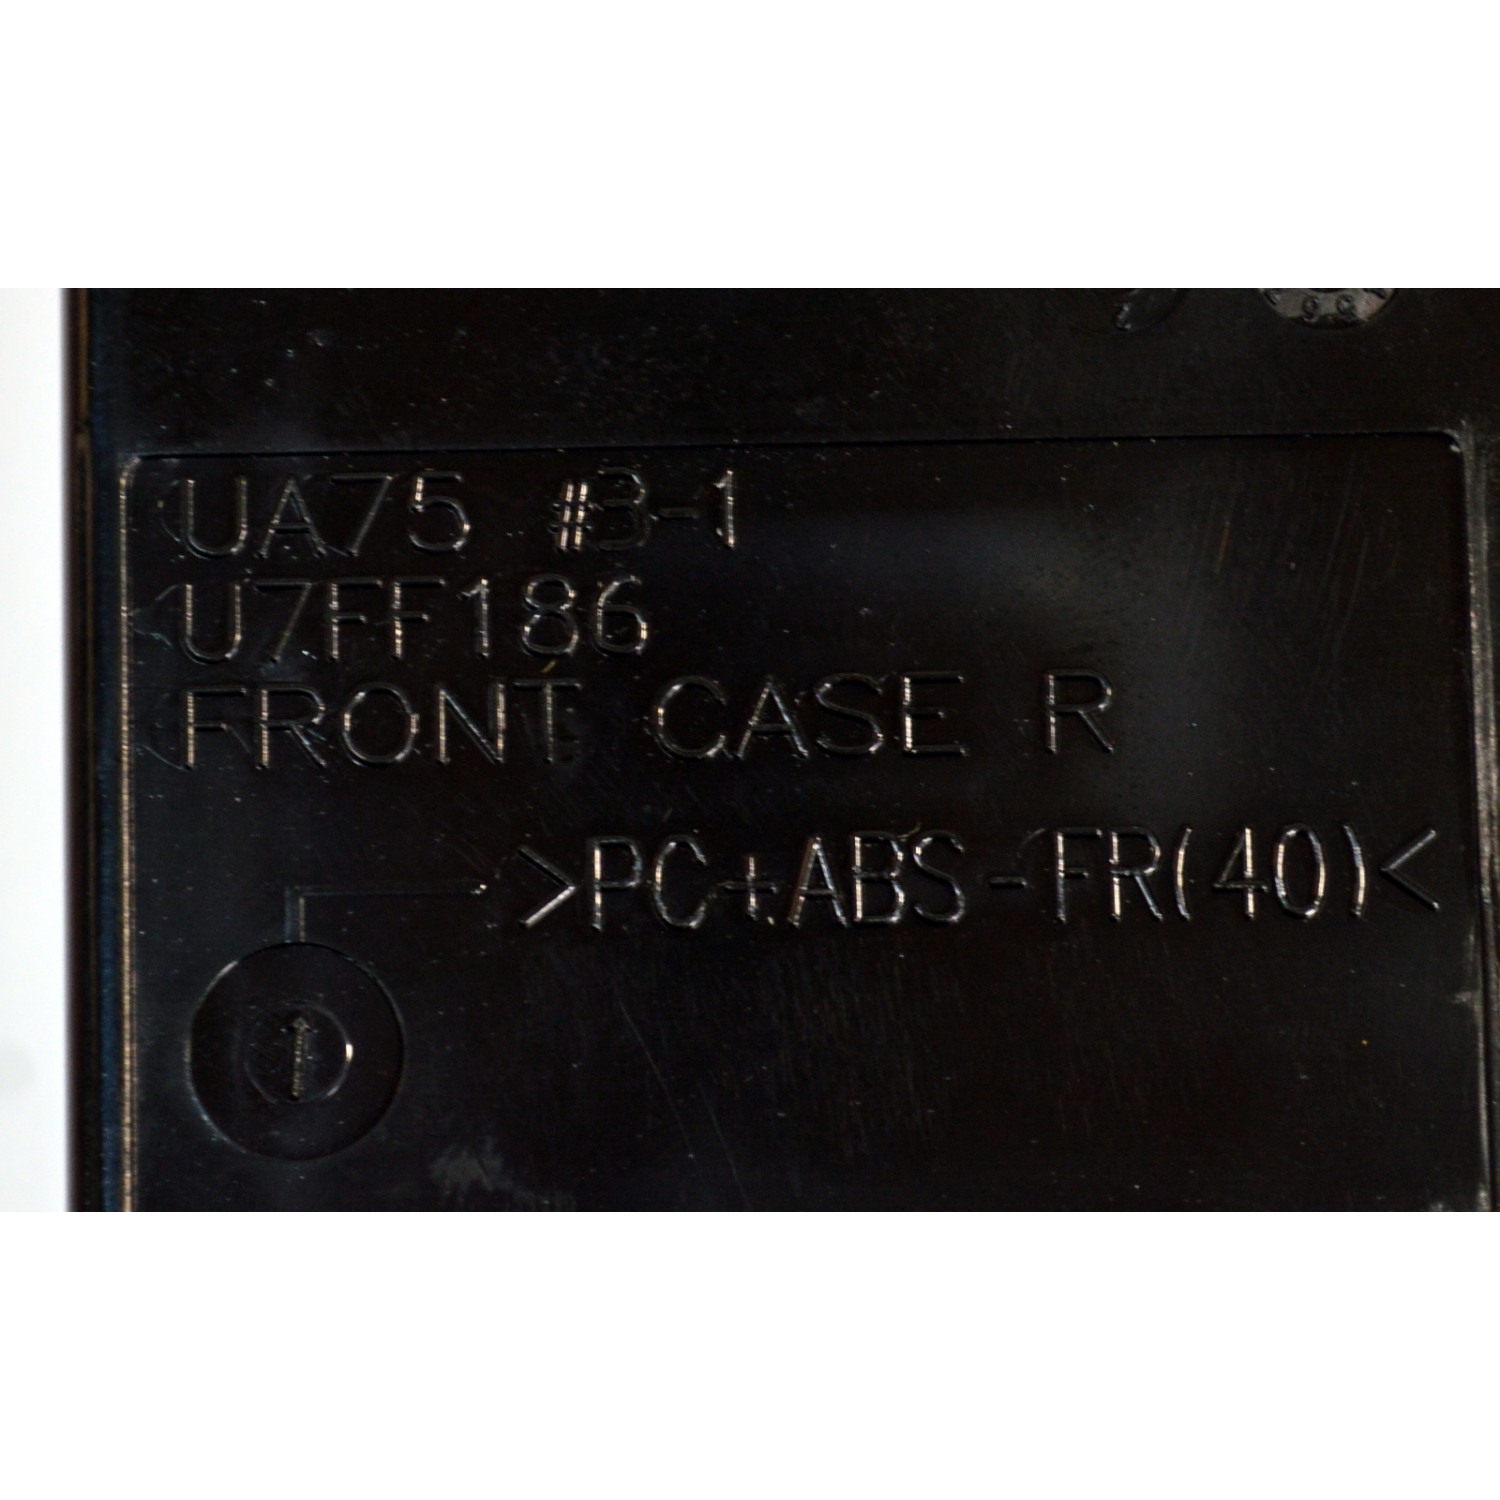 UA75 #3-1
U7FF186
FRONT CASE R
>PC+ABS-FR(40)<